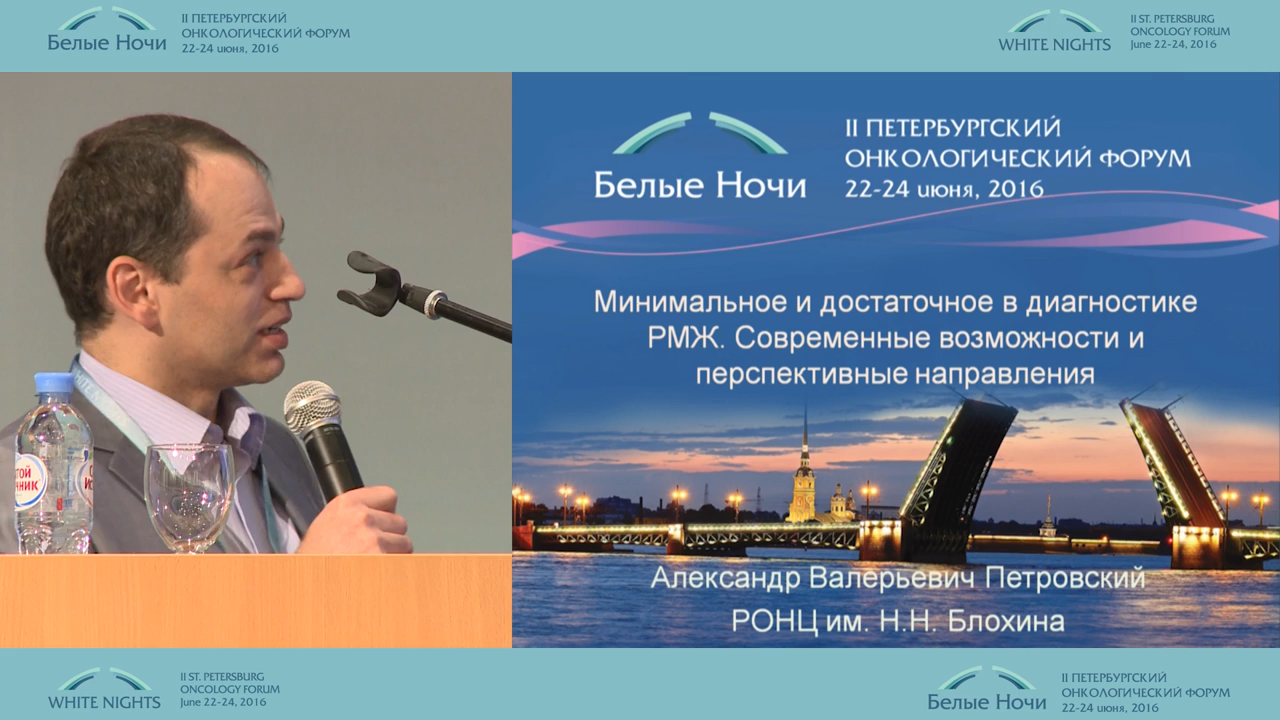 Белые Ночи
II ПЕТЕРБУРГСКИЙ
ОНКОЛОГИЧЕСКИЙ ФОРУМ
22-24 июня, 2016
WHITE NIGHTS
II ST. PETERSBURG
ONCOLOGY FORUM
June 22-24, 2016
Белые Ночи
II ПЕТЕРБУРГСКИЙ
ОНКОЛОГИЧЕСКИЙ ФОРУМ
22-24 июня, 2016
Минимальное и достаточное в диагностике
РМЖ. Современные возможности и
перспективные направления
Александр Валерьевич Петровский
РОНЦ им. Н.Н. Блохина
WHITE NIGHTS
II ST. PETERSBURG
ONCOLOGY FORUM
June 22-24, 2016
Белые Ночи
II ПЕТЕРБУРГСКИЙ
ОНКОЛОГИЧЕСКИЙ ФОРУМ
22-24 июня, 2016